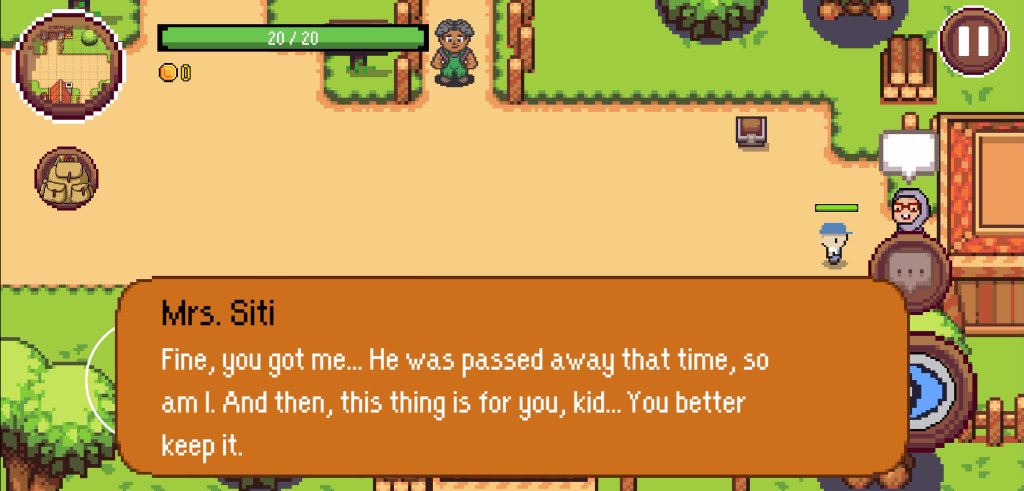 20 / 20
0
Mrs. Siti
Fine, you got me... He was passed away that time, so
am I. And then, this thing is for you, kid... You better
keep it.